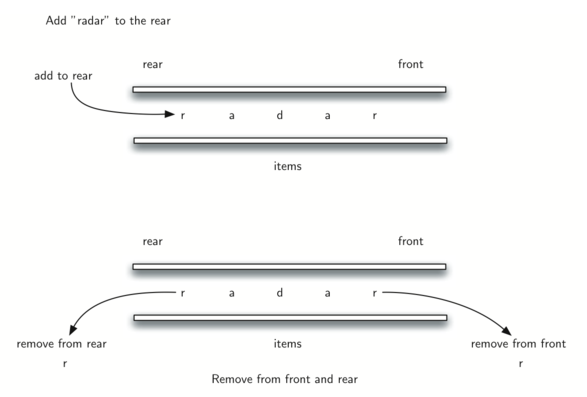 Add "radar" to the rear
rear front
add to rear
r a d a r
items
rear front
r a d a r
remove from rear items remove from front
r r
Remove from front and rear